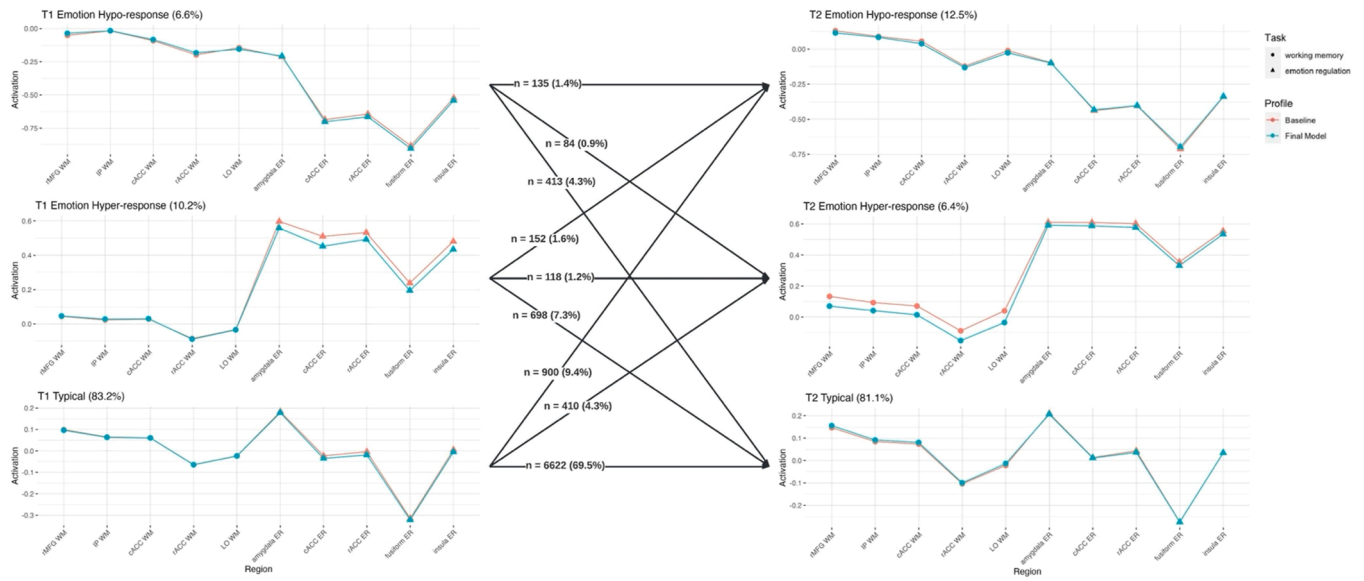 T1 Emotion Hypo-response (6.6%)
0.00
-0.25
-0.50
-0.75
Activation
rMFG WM
IP WM
cACC WM
rACC WM
LO WM
amygdala ER
cACC ER
rACC ER
fusiform ER
insula ER
T1 Emotion Hyper-response (10.2%)
0.6
0.4
0.2
0.0
Activation
rMFG WM
IP WM
cACC WM
rACC WM
LO WM
amygdala ER
cACC ER
rACC ER
fusiform ER
insula ER
T1 Typical (83.2%)
0.2
0.1
0.0
-0.1
-0.2
-0.3
Activation
rMFG WM
IP WM
cACC WM
rACC WM
LO WM
amygdala ER
cACC ER
rACC ER
fusiform ER
insula ER
Region
n = 135 (1.4%)
n = 84 (0.9%)
n = 413 (4.3%)
n = 152 (1.6%)
n = 118 (1.2%)
n = 698 (7.3%)
n = 900 (9.4%)
n = 410 (4.3%)
n = 6622 (69.5%)
T2 Emotion Hypo-response (12.5%)
0.00
-0.25
-0.50
-0.75
Activation
rMFG WM
IP WM
cACC WM
rACC WM
LO WM
amygdala ER
cACC ER
rACC ER
fusiform ER
insula ER
T2 Emotion Hyper-response (6.4%)
0.6
0.4
0.2
0.0
Activation
rMFG WM
IP WM
cACC WM
rACC WM
LO WM
amygdala ER
cACC ER
rACC ER
fusiform ER
insula ER
T2 Typical (81.1%)
0.2
0.1
0.0
-0.1
-0.2
Activation
rMFG WM
IP WM
cACC WM
rACC WM
LO WM
amygdala ER
cACC ER
rACC ER
fusiform ER
insula ER
Region
Task
working memory
emotion regulation
Profile
Baseline
Final Model